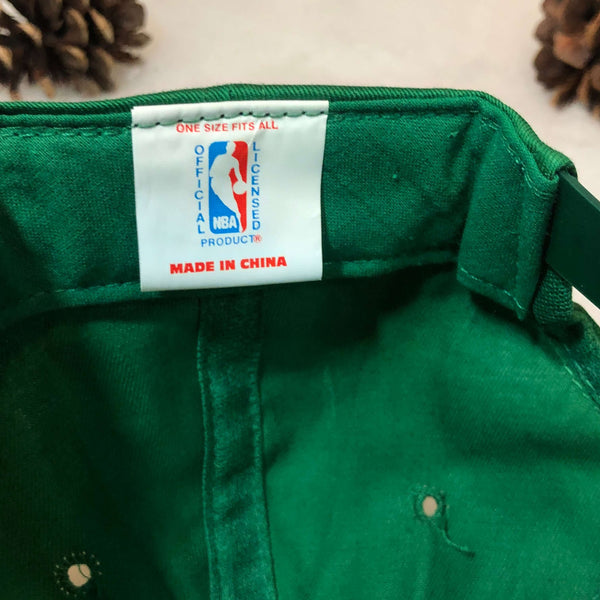 ONE SIZE FITS ALL
OFFICIAL
LICENSED
NBA
PRODUCT®
MADE IN CHINA